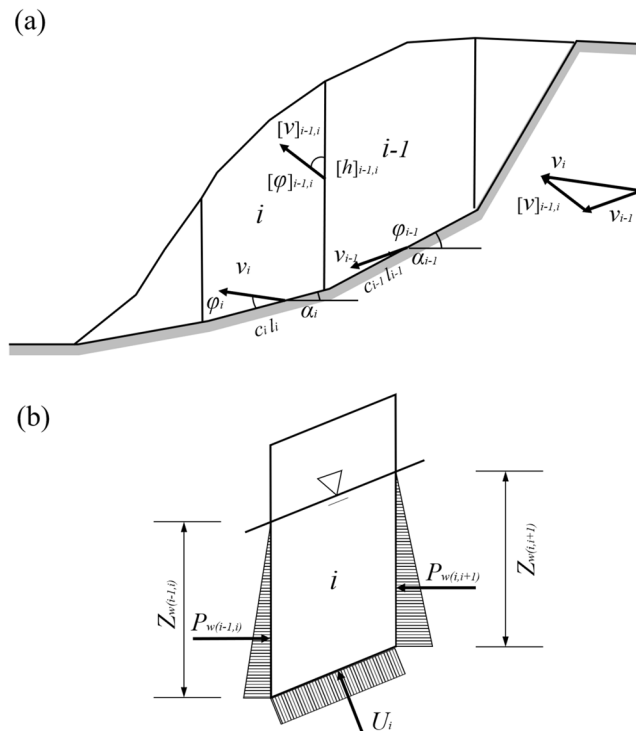 (a)
[v]i-1,i
[φ]i-1,i
[h]i-1,i
i-1
i
vi
[v]i-1,i
vi-1
φi-1
vi-1
αi-1
ci-1 li-1
vi
φi
αi
ci li
(b)
Zw(i-1,i)
Pw(i-1,i)
i
Pw(i,i+1)
Zw(i,i+1)
Ui